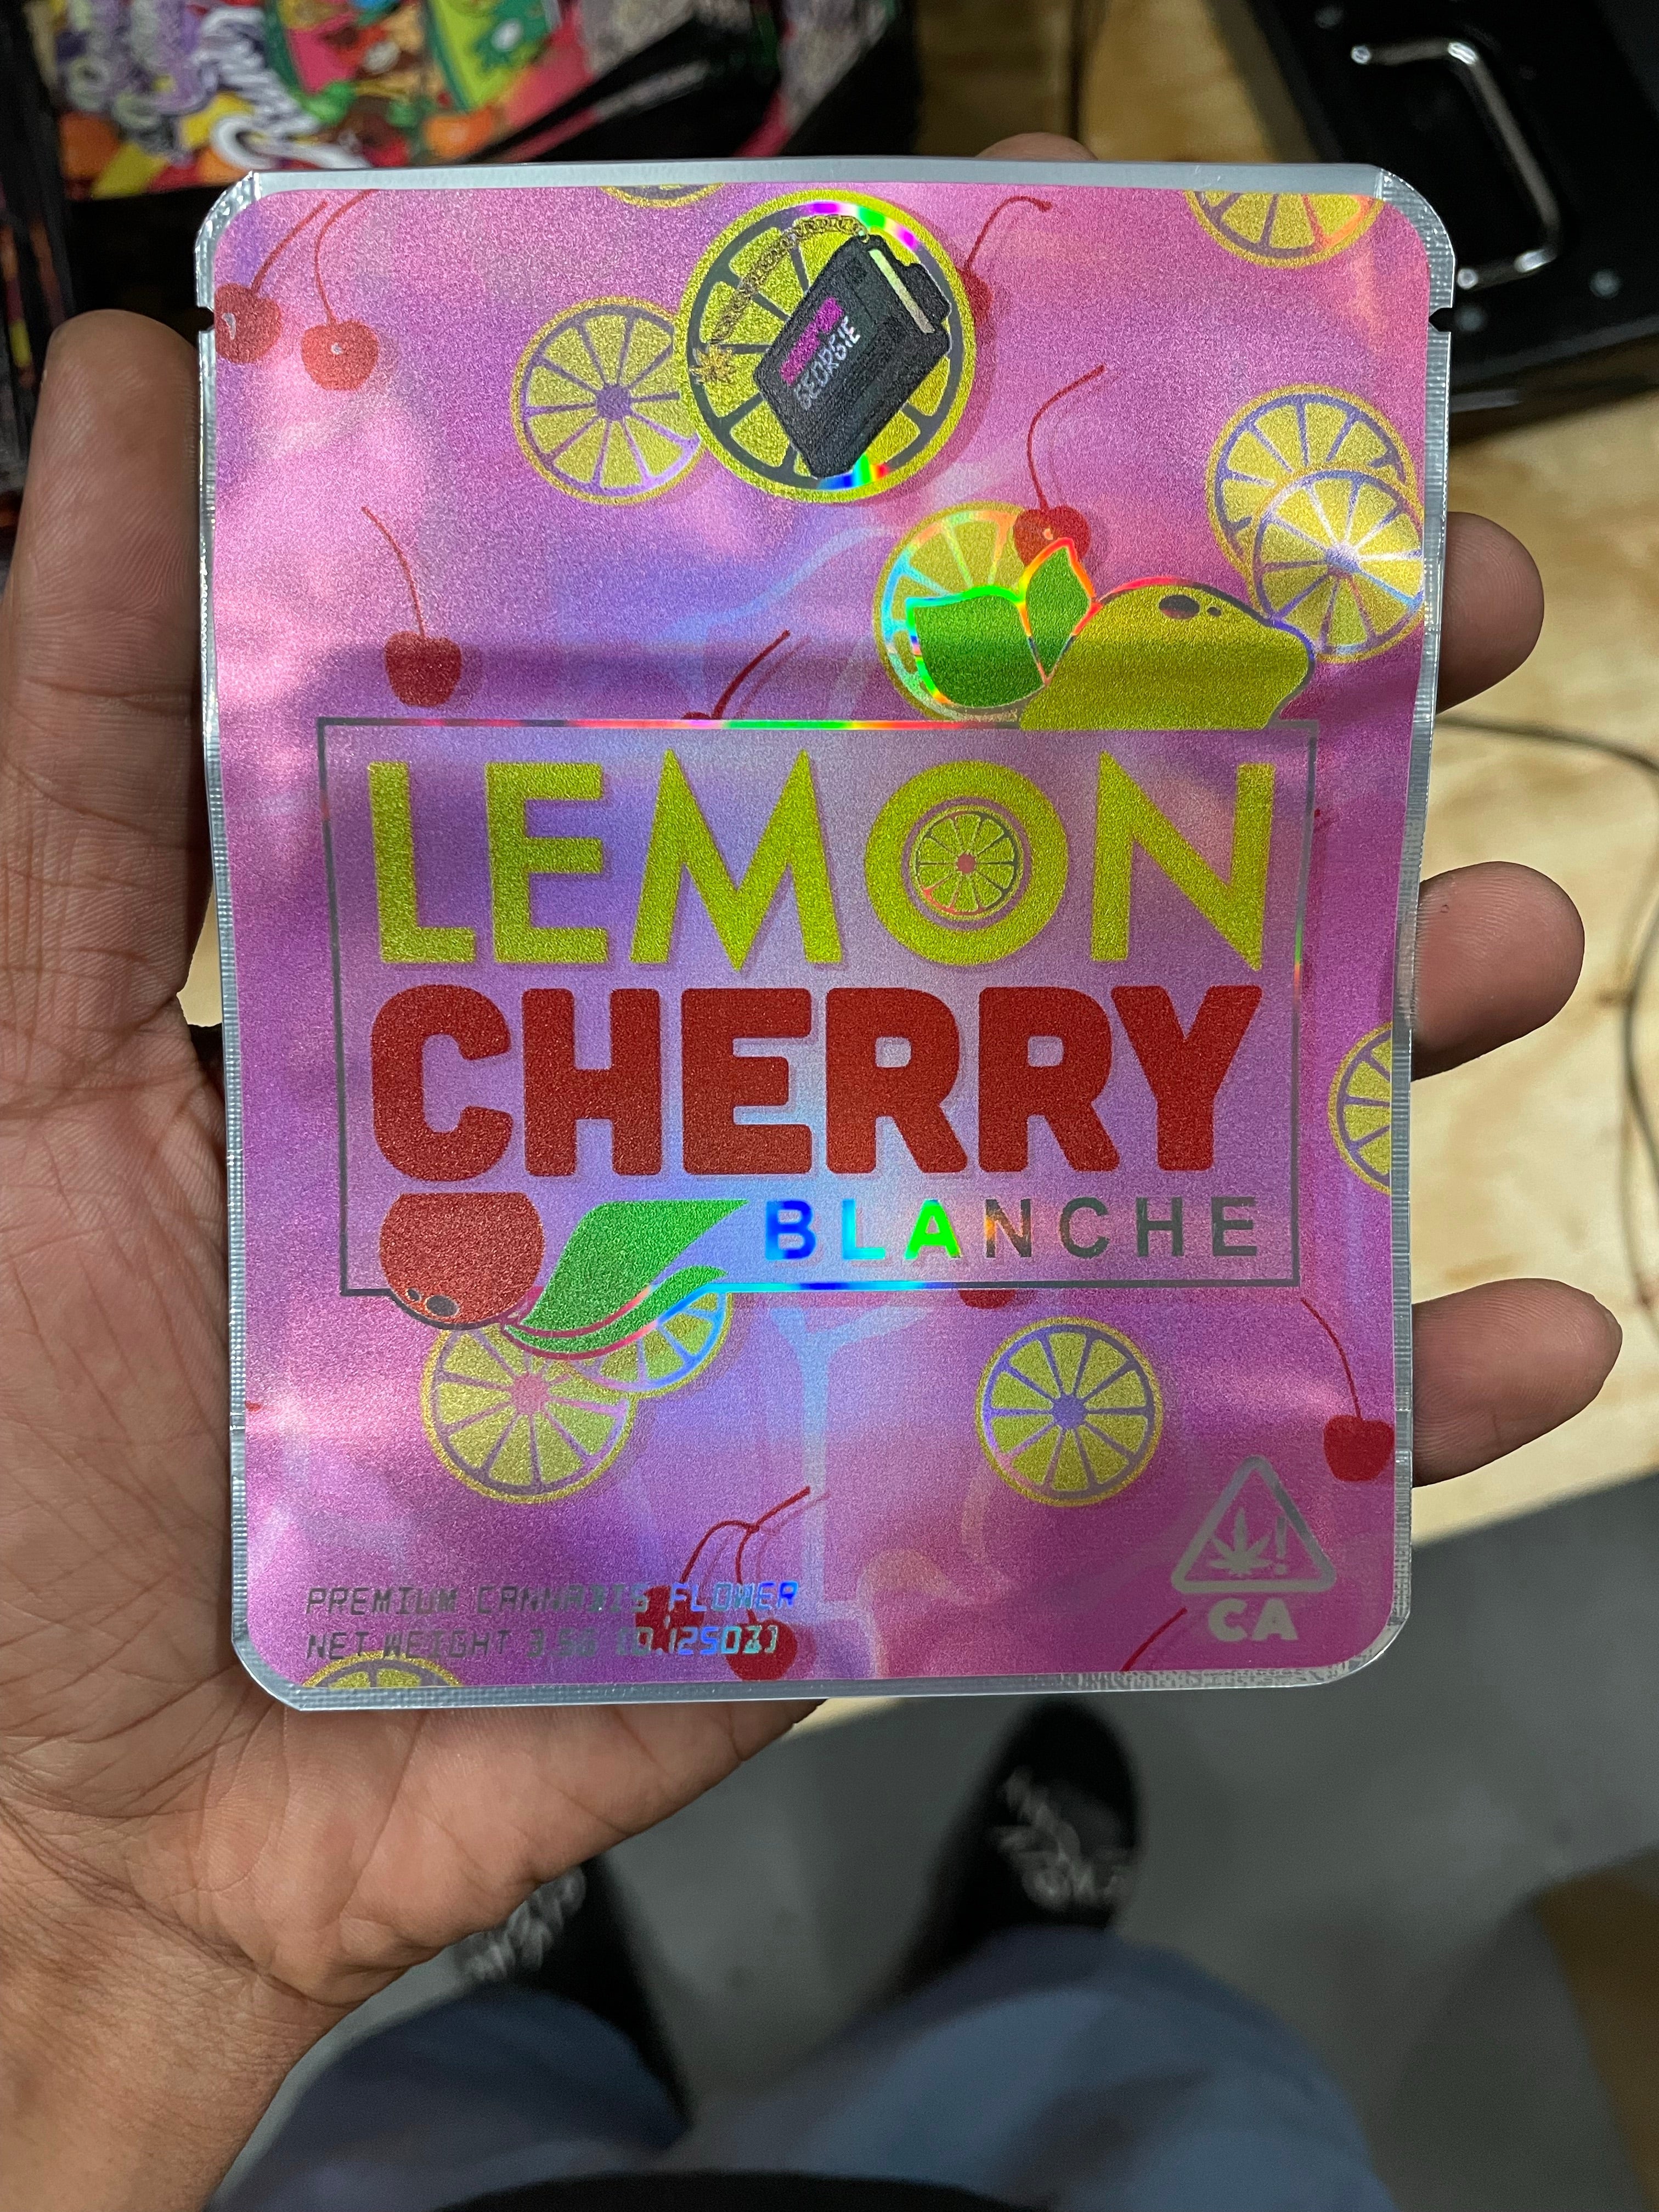 GEORGIE
LEMON
CHERRY
BLANCHE
PREMIUM CANNABIS FLOWER
NET WEIGHT 3.5G (0.125OZ)
CA